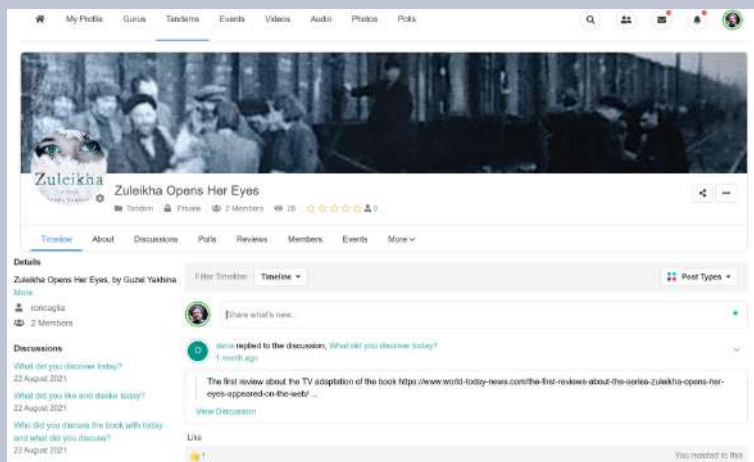 My Profile Gurus Tandems Events Videos Audio Photos Polls
Zuleikha
Zuleikha Opens Her Eyes
Tandem Private 2 Members 28 0
Timeline About Discussions Polls Reviews Members Events More
Details
Zuleikha Opens Her Eyes, by Guzel Yakhina
More
roncaglia
2 Members
Discussions
What did you discover today?
22 August 2021
What did you like and dislike today?
22 August 2021
Who did you discuss the book with today
and what did you discuss?
22 August 2021
Filter Timeline: Timeline
Post Types
Share what's new...
D
replied to the discussion, What did you discover today?
1 month ago
The first review about the TV adaptation of the book https://www.world-today-news.com/the-first-reviews-about-the-series-zuleikha-opens-her-
eyes-appeared-on-the-web/ ...
View Discussion
Like
1
You reacted to this